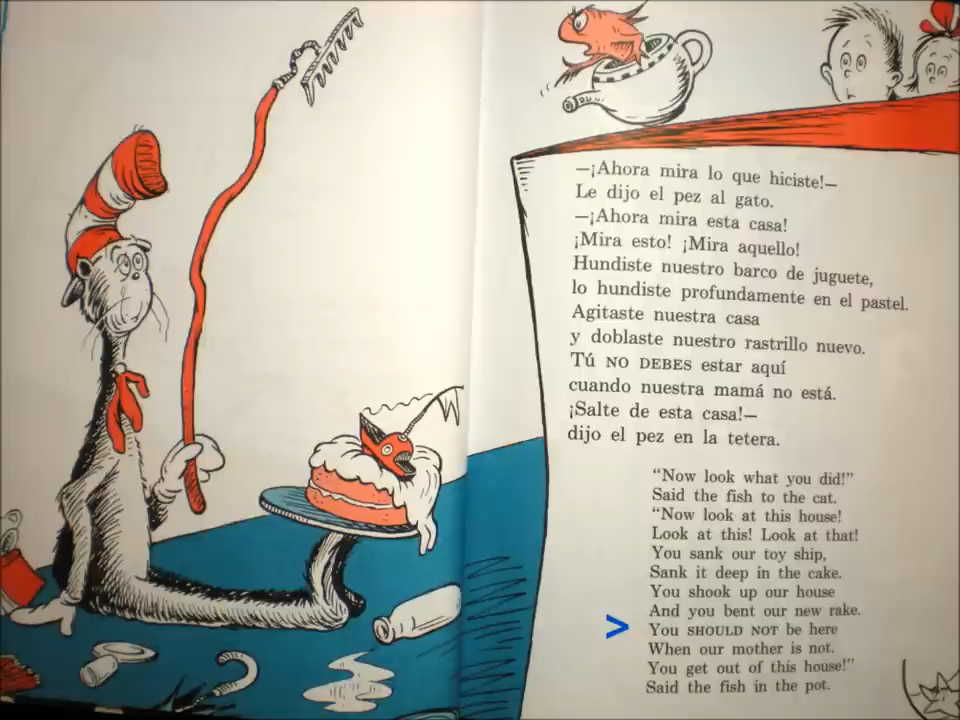 —¡Ahora mira lo que hiciste!—
Le dijo el pez al gato.
—¡Ahora mira esta casa!
¡Mira esto! ¡Mira aquello!
Hundiste nuestro barco de juguete,
lo hundiste profundamente en el pastel.
Agitaste nuestra casa
y doblaste nuestro rastrillo nuevo.
Tú NO DEBES estar aquí
cuando nuestra mamá no está.
¡Salte de esta casa!—
dijo el pez en la tetera.
“Now look what you did!”
Said the fish to the cat.
“Now look at this house!
Look at this! Look at that!
You sank our toy ship,
Sank it deep in the cake.
You shook up our house
And you bent our new rake.
> You SHOULD NOT be here
When our mother is not.
You get out of this house!”
Said the fish in the pot.